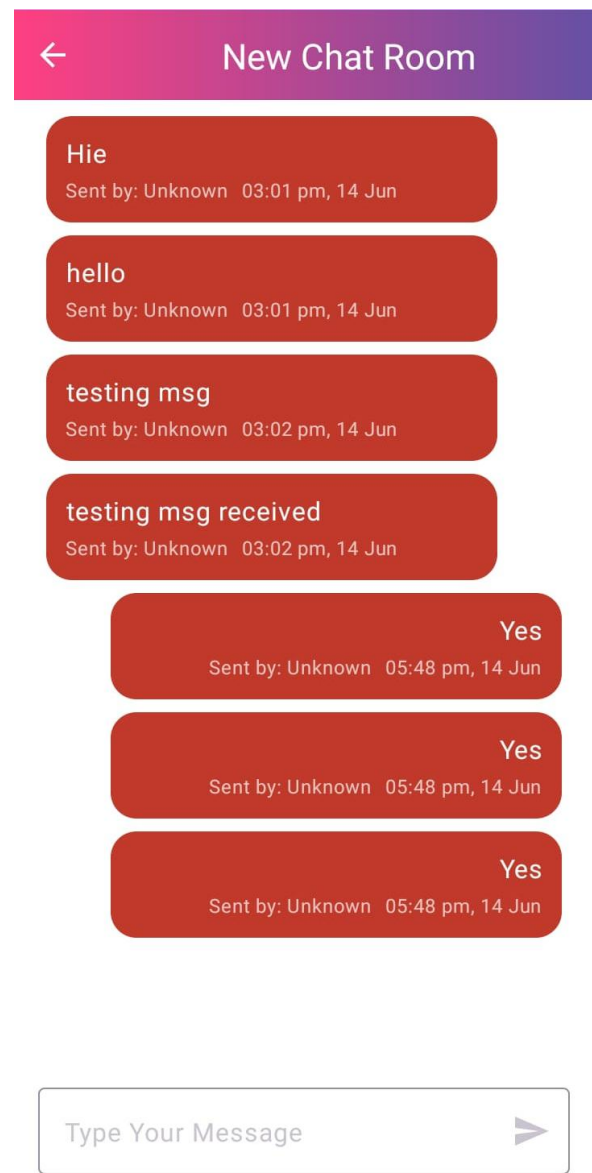 New Chat Room
Hie
Sent by: Unknown 03:01 pm, 14 Jun
hello
Sent by: Unknown 03:01 pm, 14 Jun
testing msg
Sent by: Unknown 03:02 pm, 14 Jun
testing msg received
Sent by: Unknown 03:02 pm, 14 Jun
Yes
Sent by: Unknown 05:48 pm, 14 Jun
Yes
Sent by: Unknown 05:48 pm, 14 Jun
Yes
Sent by: Unknown 05:48 pm, 14 Jun
Type Your Message